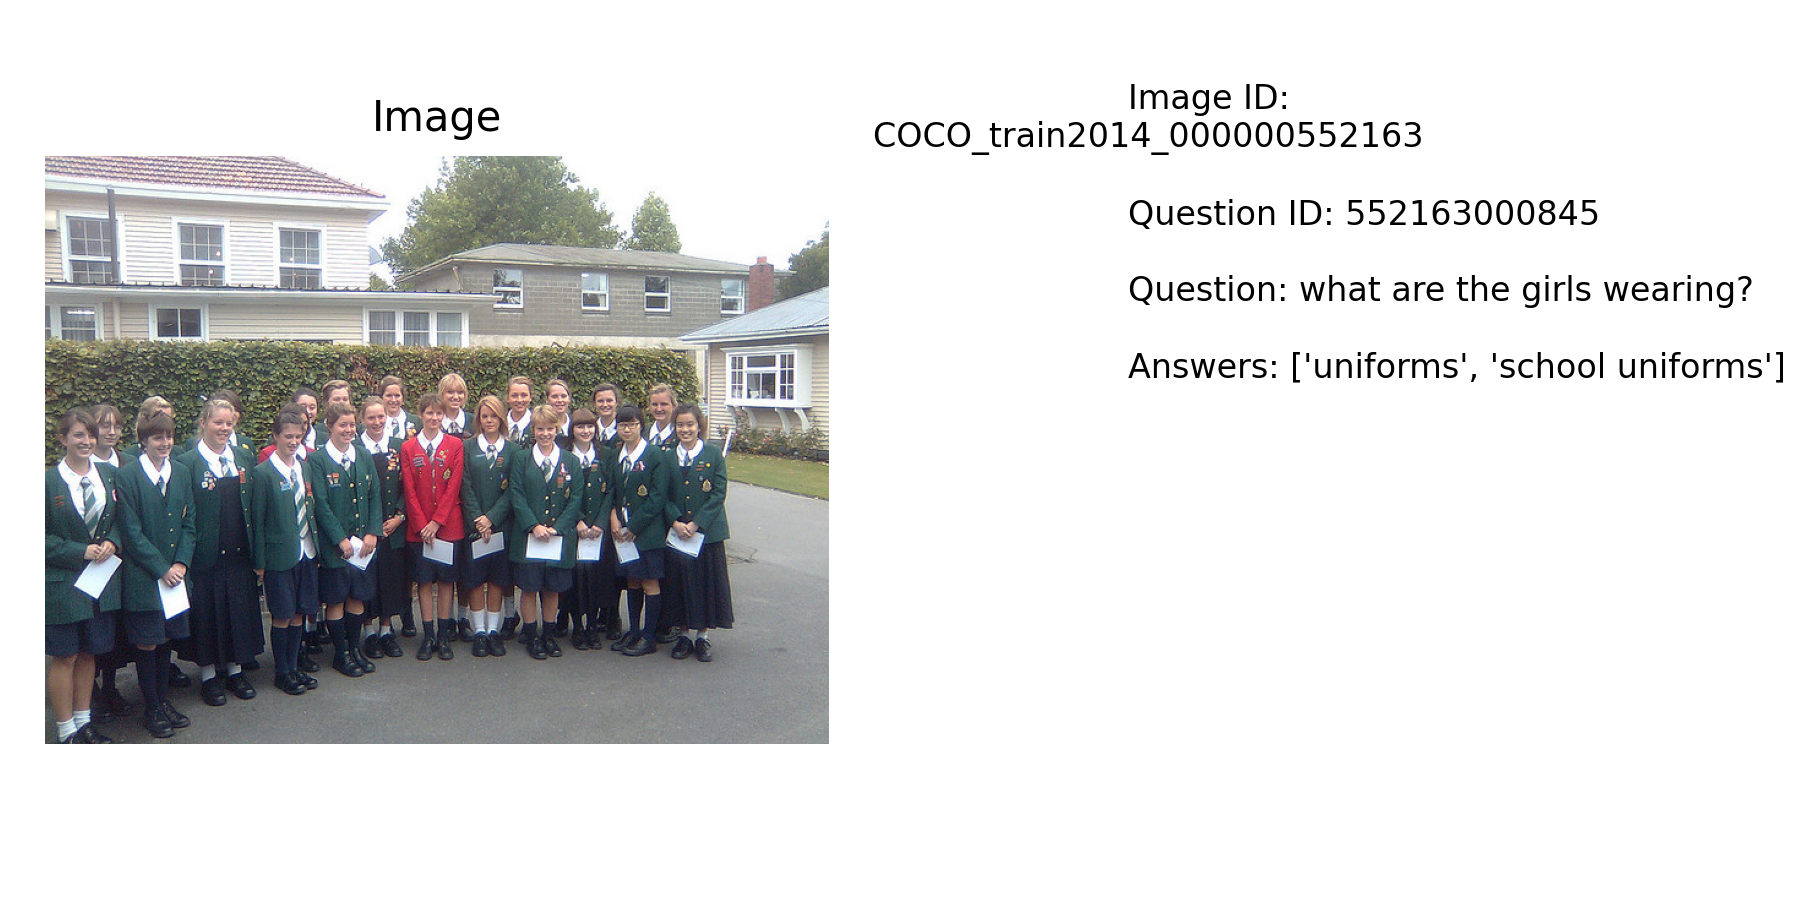 Image
Image ID:
COCO_train2014_000000552163
Question ID: 552163000845
Question: what are the girls wearing?
Answers: ['uniforms', 'school uniforms']